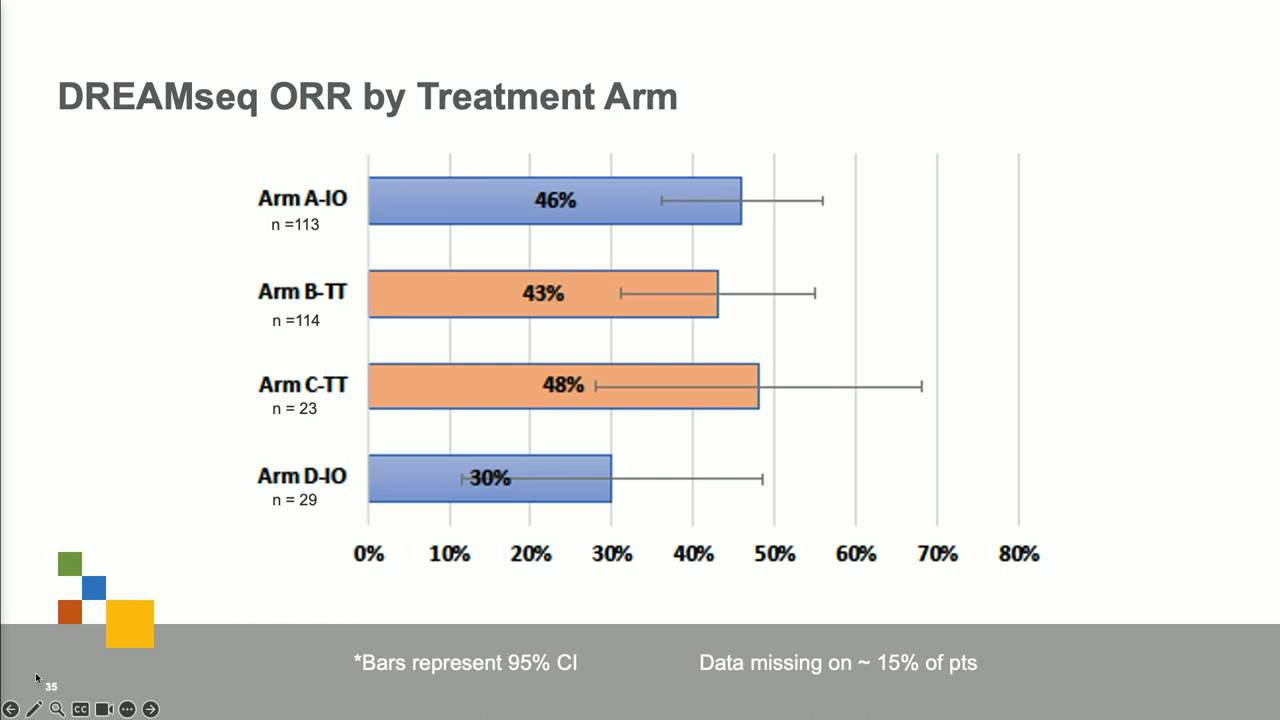 DREAMseq ORR by Treatment Arm
Arm A-IO
n =113
46%
Arm B-TT
n =114
43%
Arm C-TT
n = 23
48%
Arm D-IO
n = 29
30%
0% 10% 20% 30% 40% 50% 60% 70% 80%
*Bars represent 95% CI
Data missing on ~ 15% of pts
35
CC